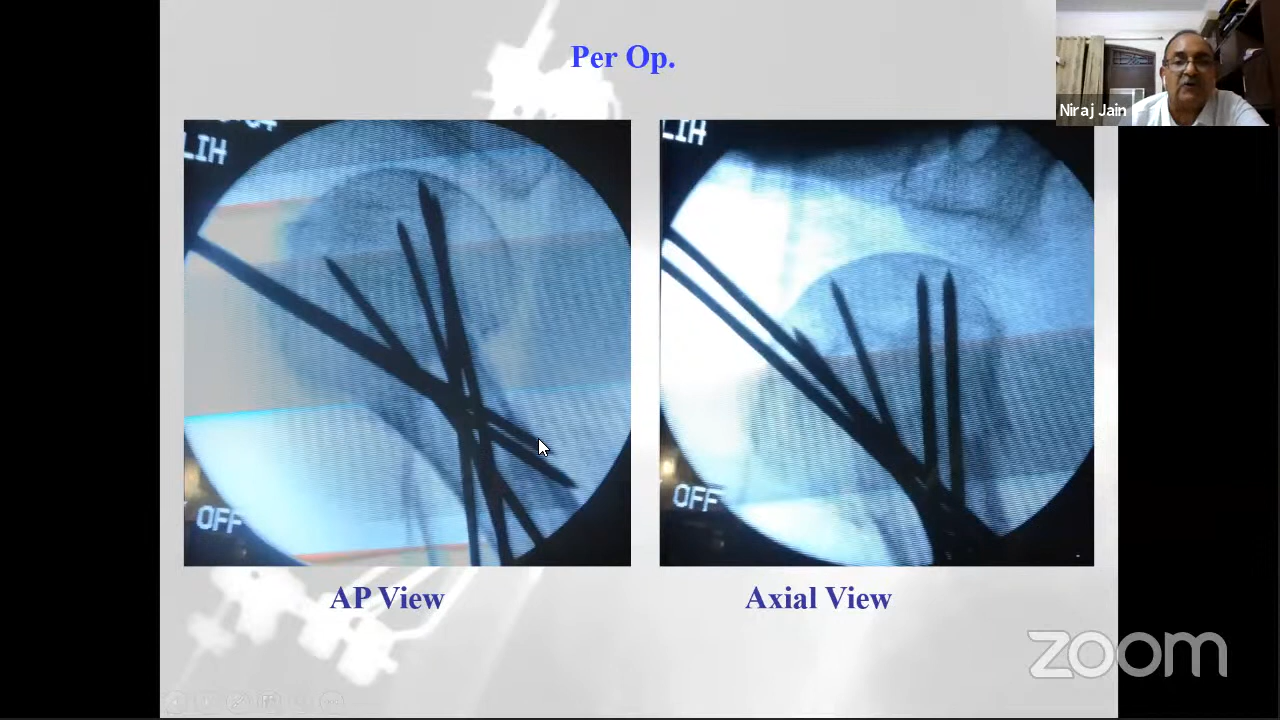 Per Op.
Niraj Jain
LIH
LIH
OFF
OFF
AP View
Axial View
zoom